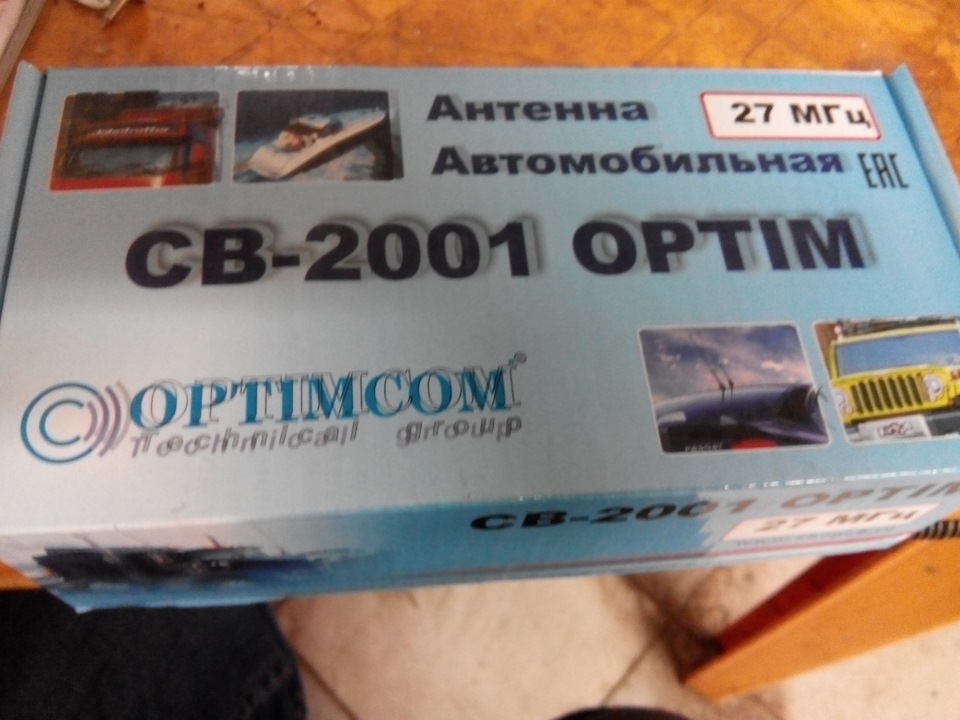 Антенна
27 МГц
Автомобильная
EAC
CB-2001 OPTIM
OPTIMCOM®
Technical group
CB-2001 OPTIM
27 МГц